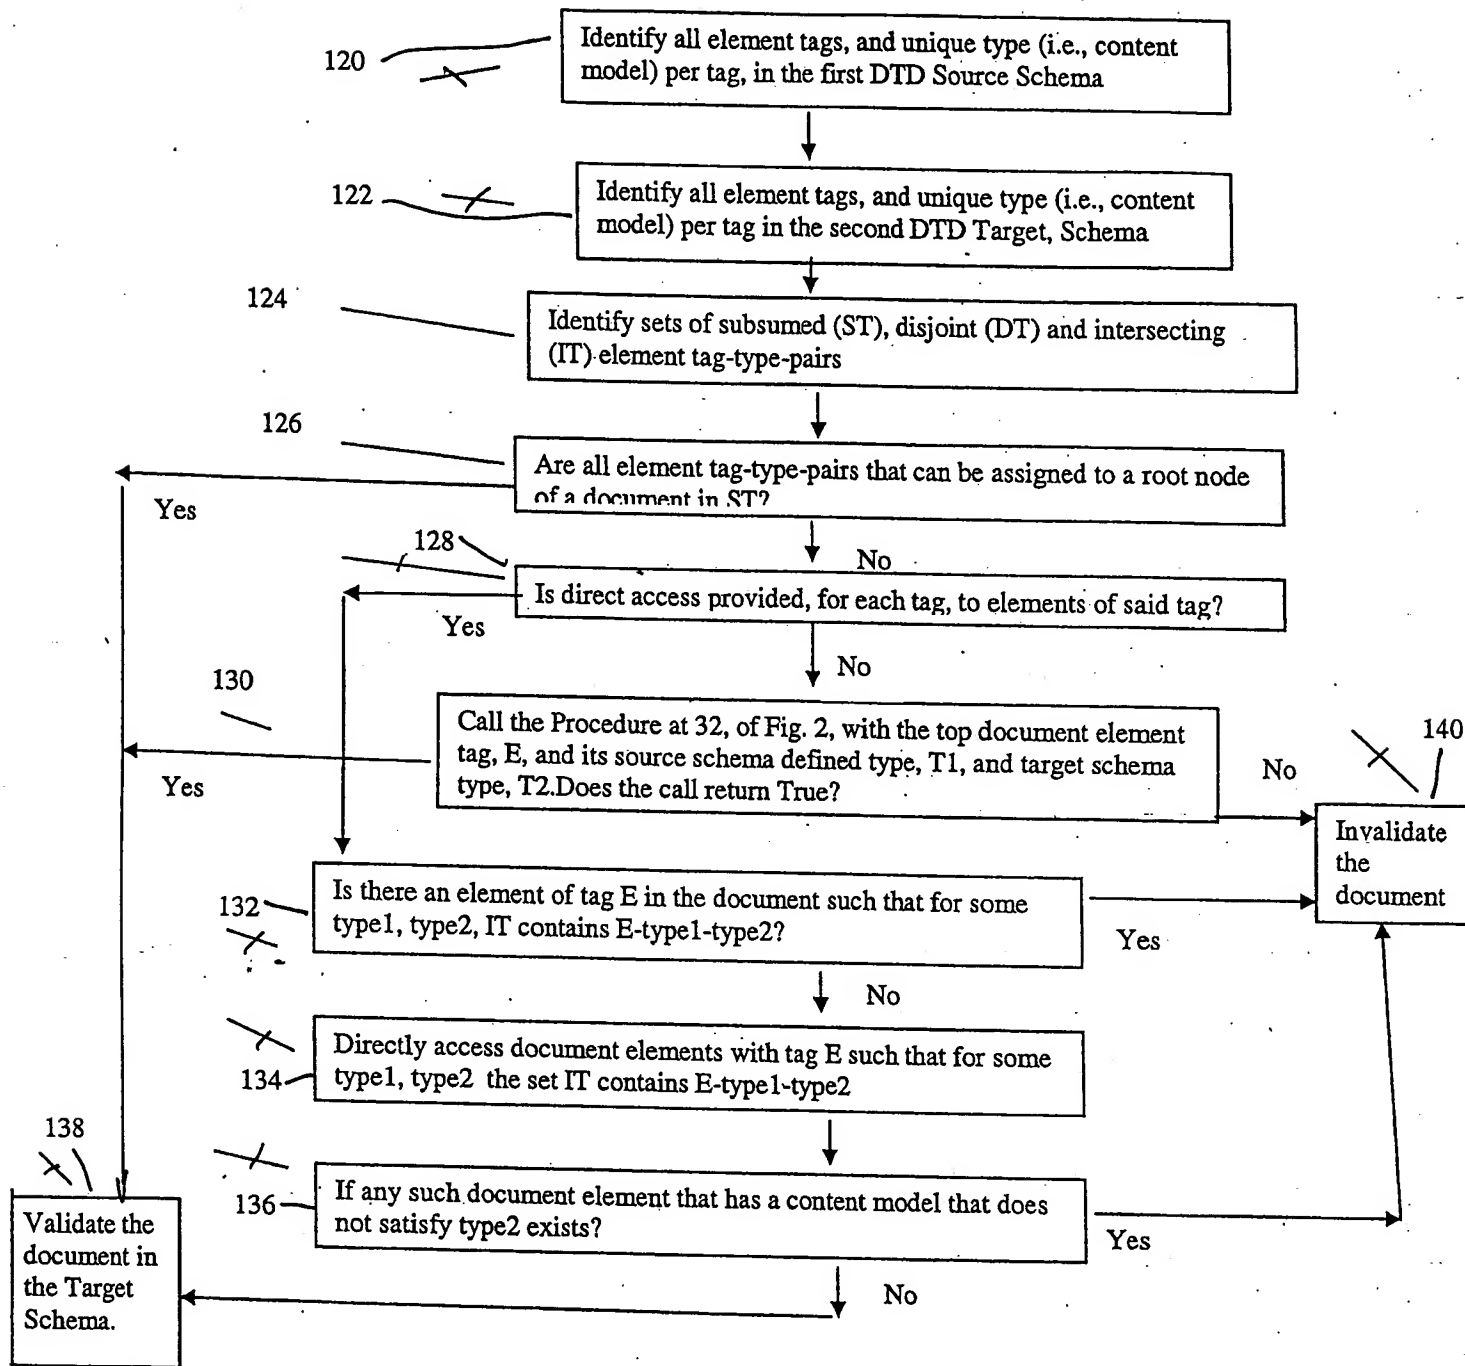 120
Identify all element tags, and unique type (i.e., content
model) per tag, in the first DTD Source Schema
122
Identify all element tags, and unique type (i.e., content
model) per tag in the second DTD Target, Schema
124
Identify sets of subsumed (ST), disjoint (DT) and intersecting
(IT) element tag-type-pairs
126
Are all element tag-type-pairs that can be assigned to a root node
of a document in ST?
Yes
No
128
Is direct access provided, for each tag, to elements of said tag?
Yes
No
130
Call the Procedure at 32, of Fig. 2, with the top document element
tag, E, and its source schema defined type, T1, and target schema
type, T2.Does the call return True?
Yes
No
140
Invalidate
the
document
132
Is there an element of tag E in the document such that for some
type1, type2, IT contains E-type1-type2?
Yes
No
134
Directly access document elements with tag E such that for some
type1, type2 the set IT contains E-type1-type2
136
If any such document element that has a content model that does
not satisfy type2 exists?
Yes
No
138
Validate the
document in
the Target
Schema.